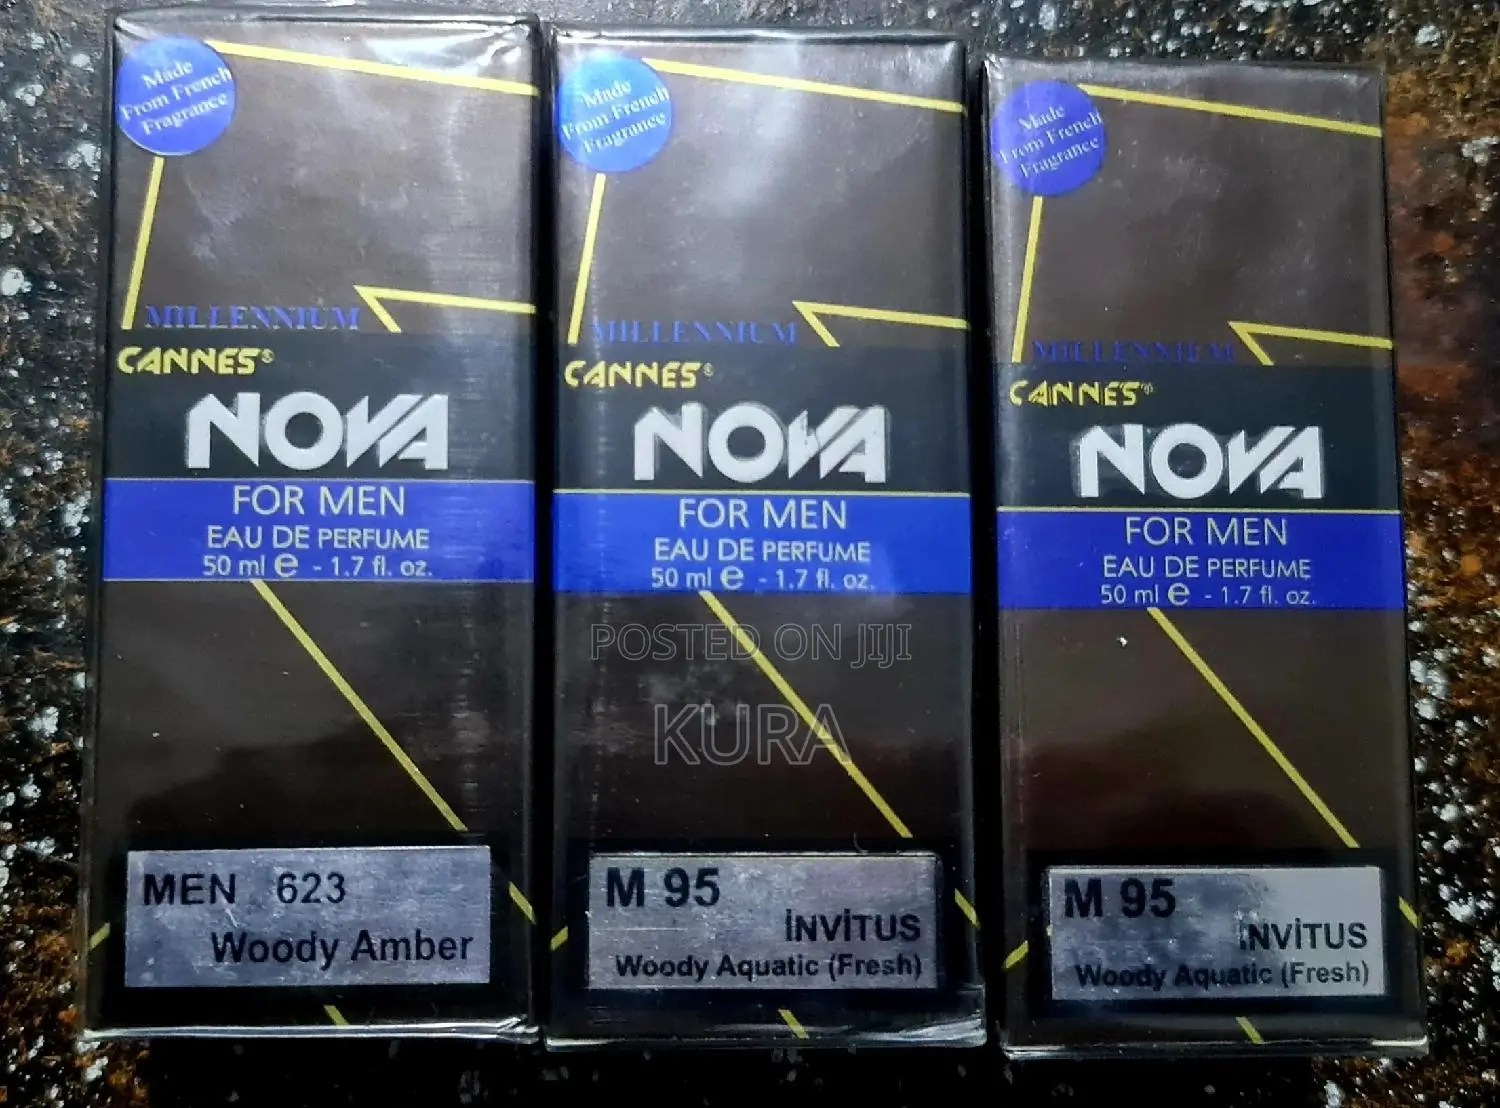 Made
From French
Fragrance
MILLENNIUM
CANNES®
NOVA
FOR MEN
EAU DE PERFUME
50 ml e - 1.7 fl. oz.
MEN 623
Woody Amber
Made
From French
Fragrance
MILLENNIUM
CANNES®
NOVA
FOR MEN
EAU DE PERFUME
50 ml e - 1.7 fl. oz.
POSTED ON JIJI
KURA
M 95
İNVİTUS
Woody Aquatic (Fresh)
Made
From French
Fragrance
MILLENNIUM
CANNES®
NOVA
FOR MEN
EAU DE PERFUME
50 ml e - 1.7 fl. oz.
M 95
İNVİTUS
Woody Aquatic (Fresh)